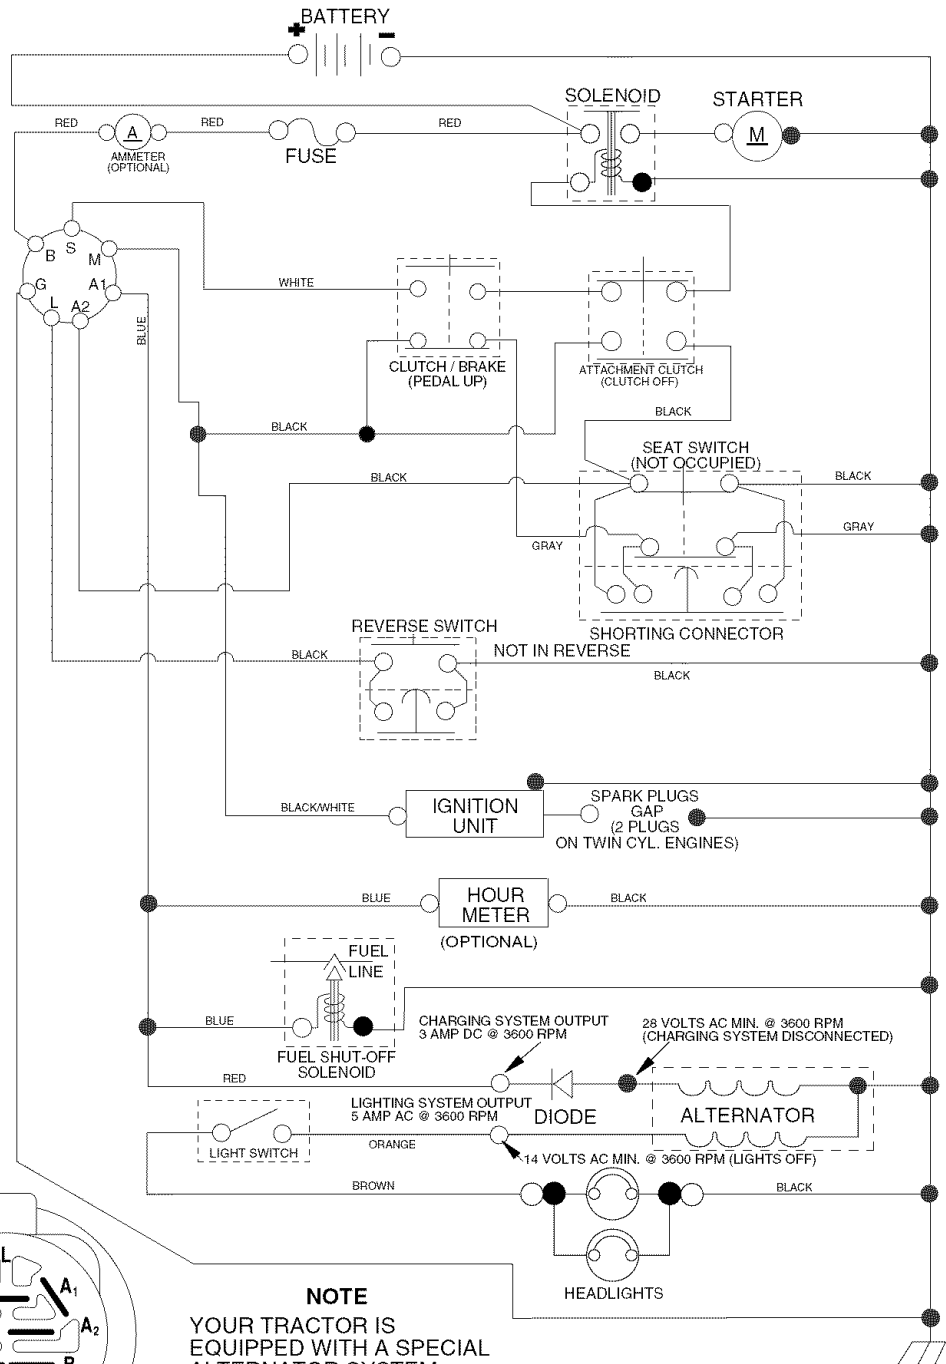 BATTERY
+ -
SOLENOID
STARTER
RED
A
RED
RED
M
AMMETER
(OPTIONAL)
FUSE
B
S
M
G
A1
L
A2
WHITE
BLUE
CLUTCH / BRAKE
(PEDAL UP)
ATTACHMENT CLUTCH
(CLUTCH OFF)
BLACK
BLACK
SEAT SWITCH
(NOT OCCUPIED)
BLACK
BLACK
GRAY
GRAY
REVERSE SWITCH
SHORTING CONNECTOR
BLACK
NOT IN REVERSE
BLACK
BLACK/WHITE
IGNITION
UNIT
SPARK PLUGS
GAP
(2 PLUGS
ON TWIN CYL. ENGINES)
BLUE
HOUR
METER
BLACK
(OPTIONAL)
FUEL
LINE
BLUE
FUEL SHUT-OFF
SOLENOID
CHARGING SYSTEM OUTPUT
3 AMP DC @ 3600 RPM
28 VOLTS AC MIN. @ 3600 RPM
(CHARGING SYSTEM DISCONNECTED)
RED
LIGHTING SYSTEM OUTPUT
5 AMP AC @ 3600 RPM
DIODE
ALTERNATOR
LIGHT SWITCH
ORANGE
14 VOLTS AC MIN. @ 3600 RPM (LIGHTS OFF)
BROWN
BLACK
HEADLIGHTS
L
A1
A2
B
NOTE
YOUR TRACTOR IS
EQUIPPED WITH A SPECIAL
ALTERNATOR SYSTEM